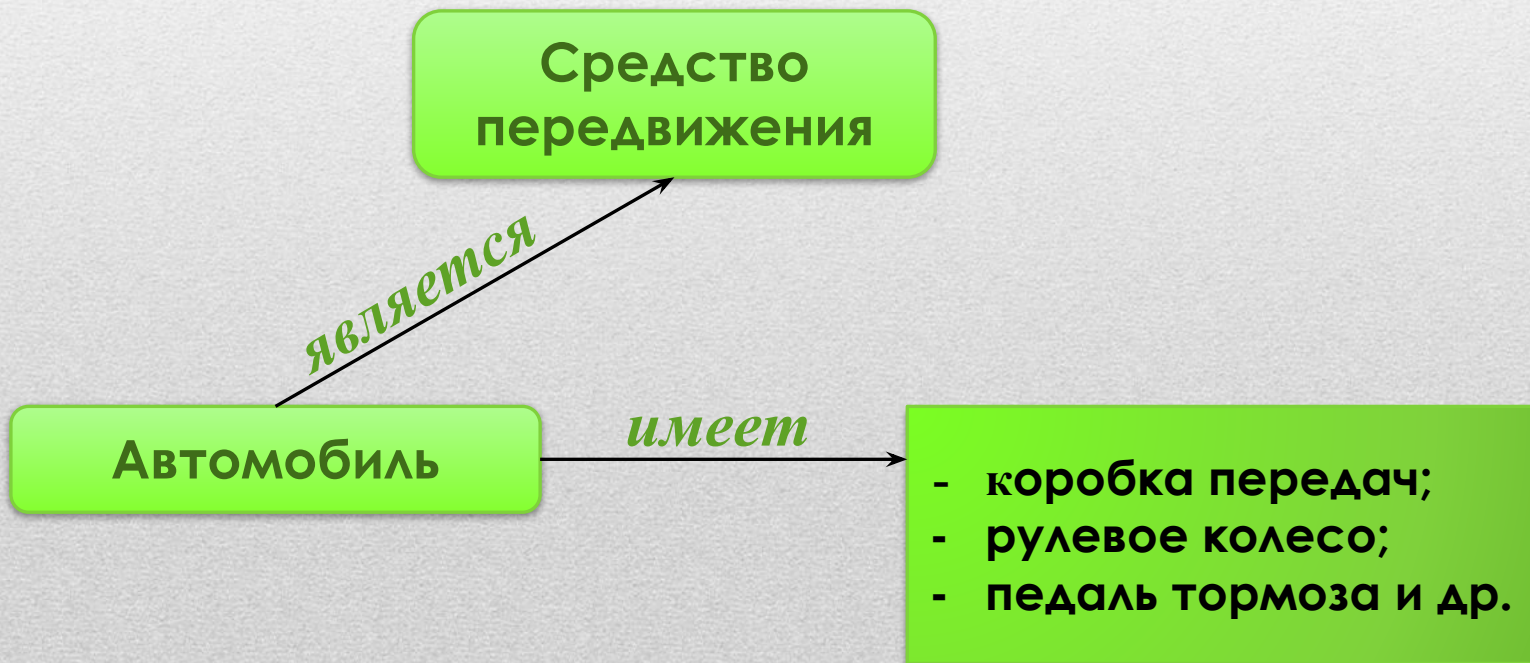 Средство
передвижения
является
Автомобиль
имеет
- коробка передач;
- рулевое колесо;
- педаль тормоза и др.